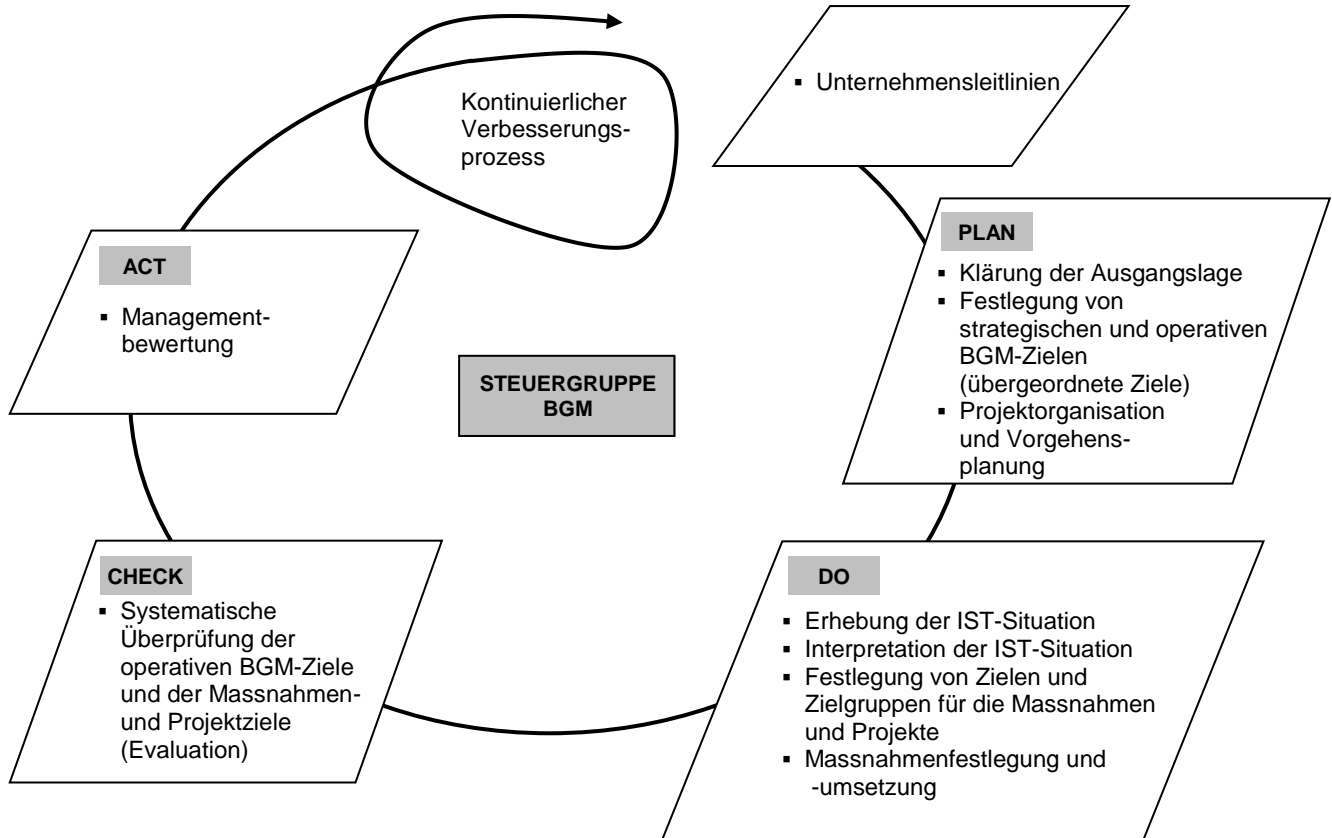 Kontinuierlicher
Verbesserungs-
prozess
▪ Unternehmensleitlinien
PLAN
▪ Klärung der Ausgangslage
▪ Festlegung von
strategischen und operativen
BGM-Zielen
(übergeordnete Ziele)
▪ Projektorganisation
und Vorgehens-
planung
DO
▪ Erhebung der IST-Situation
▪ Interpretation der IST-Situation
▪ Festlegung von Zielen und
Zielgruppen für die Massnahmen
und Projekte
▪ Massnahmenfestlegung und
-umsetzung
CHECK
▪ Systematische
Überprüfung der
operativen BGM-Ziele
und der Massnahmen-
und Projektziele
(Evaluation)
ACT
▪ Management-
bewertung
STEUERGRUPPE
BGM